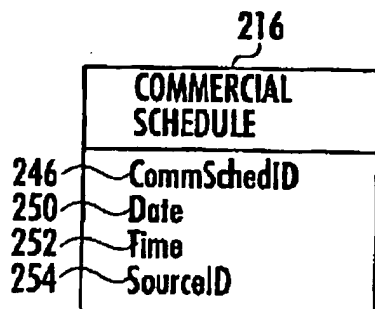 216
COMMERCIAL
SCHEDULE
246 CommSchedID
250 Date
252 Time
254 SourceID